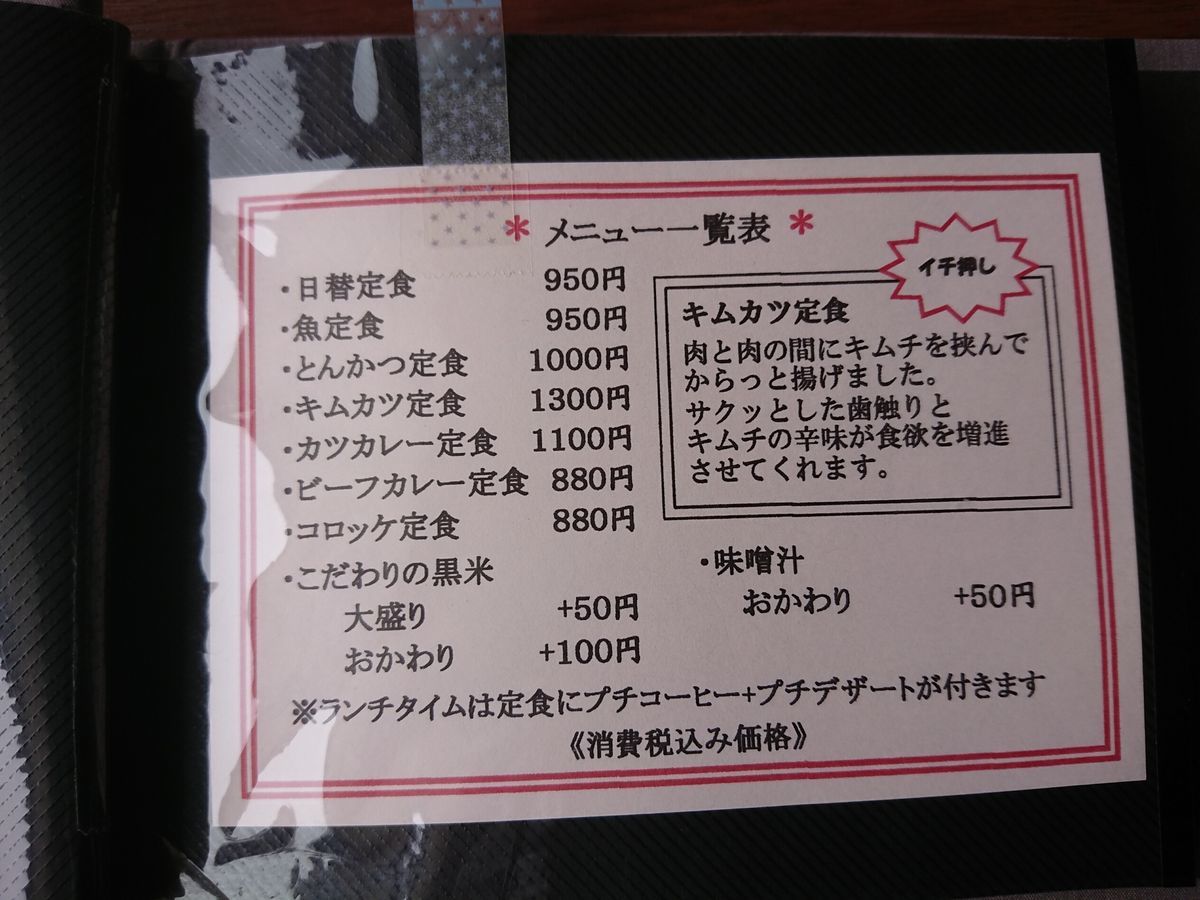 * メニュー一覧表 *
・日替定食 950円
・魚定食 950円
・とんかつ定食 1000円
・キムカツ定食 1300円
・カツカレー定食 1100円
・ビーフカレー定食 880円
・コロッケ定食 880円
・こだわりの黒米
大盛り +50円
おかわり +100円
イチ押し
キムカツ定食
肉と肉の間にキムチを挟んで
からっと揚げました。
サクッとした歯触りと
キムチの辛味が食欲を増進
させてくれます。
・味噌汁
おかわり +50円
※ランチタイムは定食にプチコーヒー+プチデザートが付きます
《消費税込み価格》